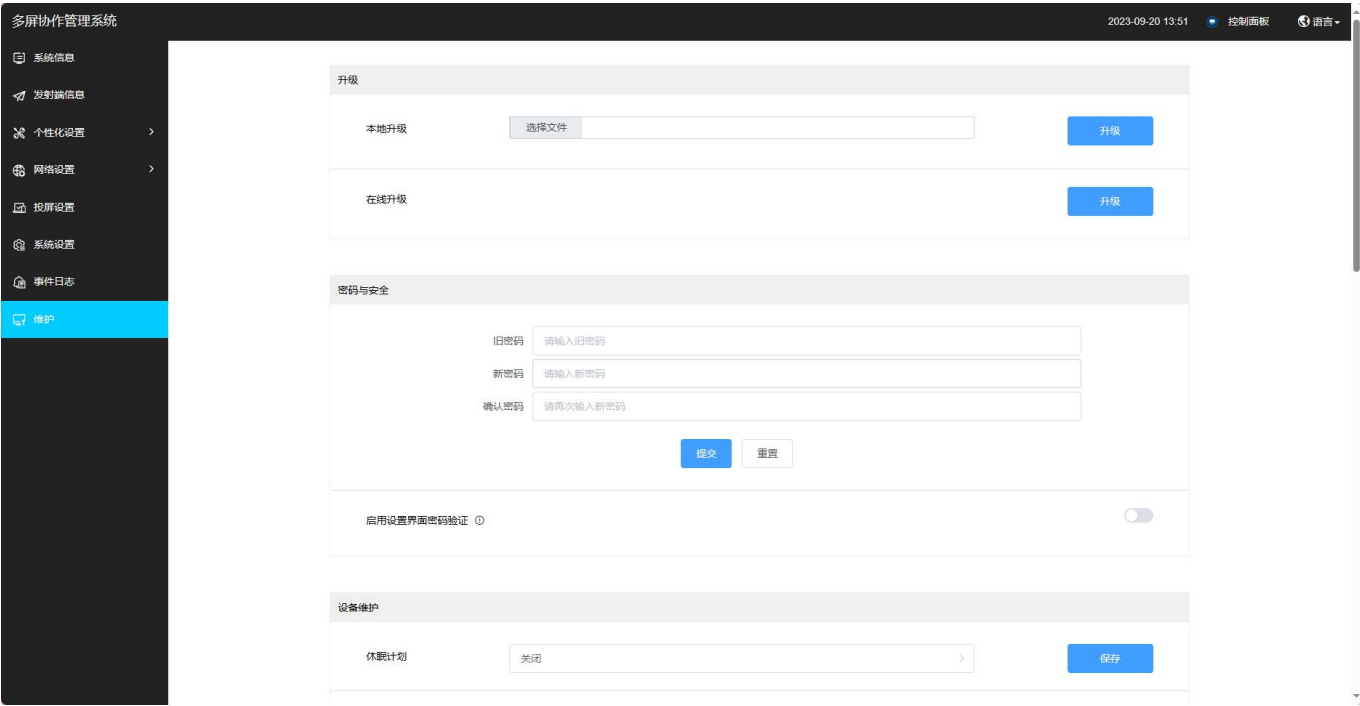 多屏协作管理系统
2023-09-20 13:51 控制面板 语言
系统信息
发射端信息
个性化设置
网络设置
投屏设置
系统设置
事件日志
维护
升级
本地升级 选择文件 升级
在线升级 升级
密码与安全
旧密码 请输入旧密码
新密码 请输入新密码
确认密码 请再次输入新密码
提交 重置
启用设置界面密码验证
设备维护
休眠计划 关闭 保存